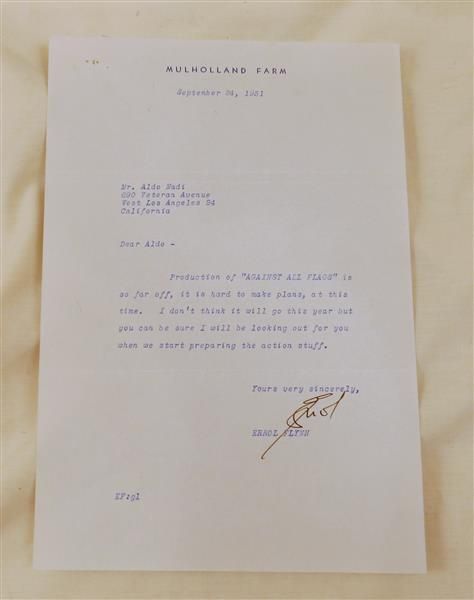 MULHOLLAND FARM
September 24, 1951
Mr. Aldo Nadi
690 Veteran Avenue
West Los Angeles 24
California
Dear Aldo -
Production of "AGAINST ALL FLAGS" is
so far off, it is hard to make plans, at this
time. I don't think it will go this year but
you can be sure I will be looking out for you
when we start preparing the action stuff.
Yours very sincerely,
Errol
ERROL FLYNN
EF:gl